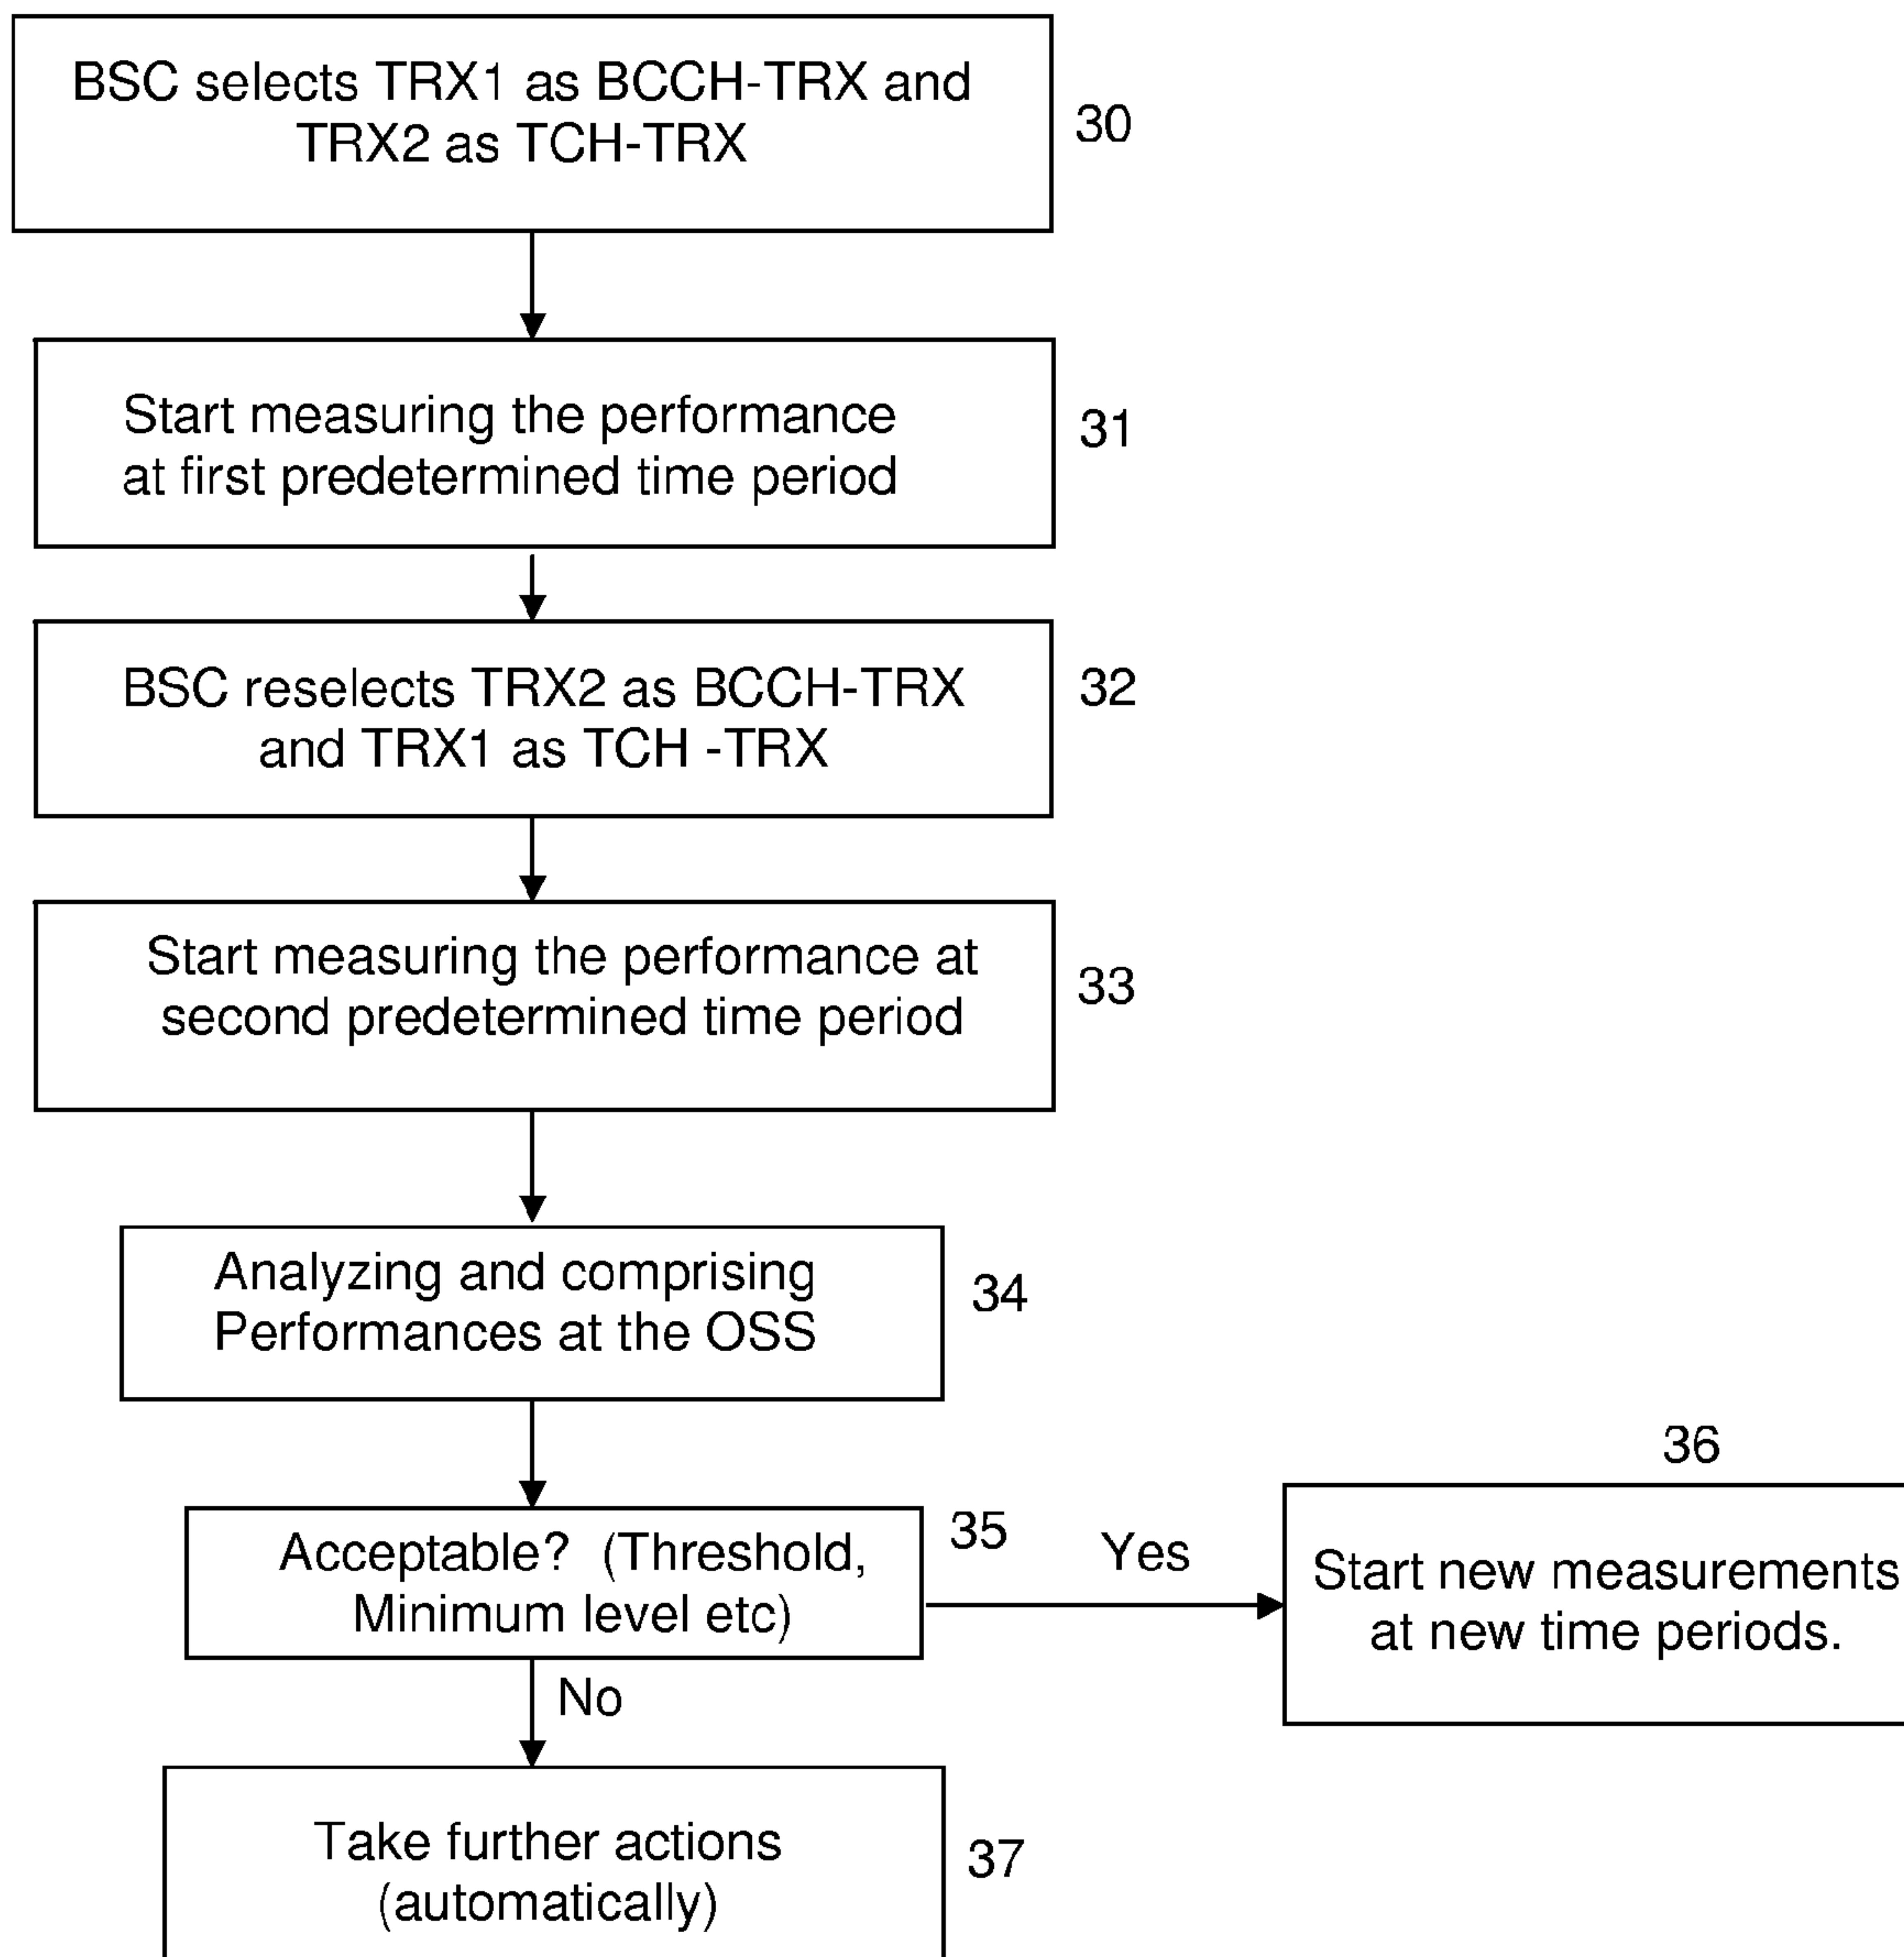 BSC selects TRX1 as BCCH-TRX and
TRX2 as TCH-TRX
30
Start measuring the performance
at first predetermined time period
31
BSC reselects TRX2 as BCCH-TRX
and TRX1 as TCH -TRX
32
Start measuring the performance at
second predetermined time period
33
Analyzing and comprising
Performances at the OSS
34
Acceptable? (Threshold,
Minimum level etc)
35
Yes
36
Start new measurements
at new time periods.
No
Take further actions
(automatically)
37